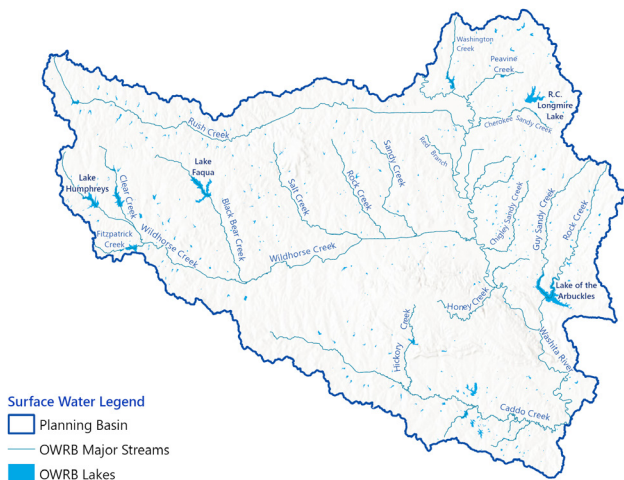 Washington
Creek
Peavine
Creek
R.C.
Longmire
Lake
Rush Creek
Cherokee Sandy Creek
Red Branch
Lake
Humphreys
Clear Creek
Lake
Faqua
Black Bear Creek
Salt Creek
Rock Creek
Sandy Creek
Chigley Sandy Creek
Guy Sandy Creek
Rock Creek
Fitzpatrick
Creek
Wildhorse Creek
Wildhorse Creek
Honey Creek
Lake of the
Arbuckles
Hickory Creek
Washita River
Caddo Creek
Surface Water Legend
Planning Basin
OWRB Major Streams
OWRB Lakes